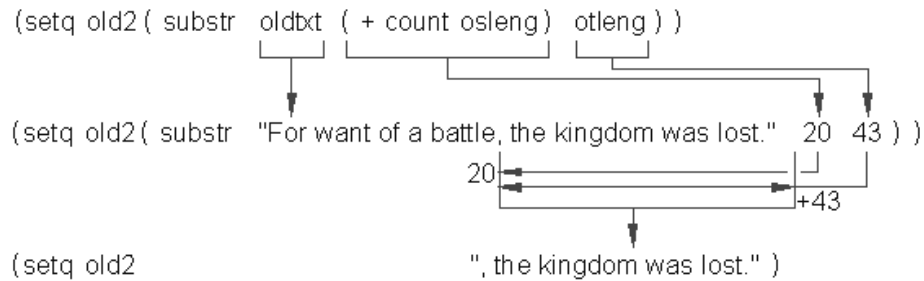 (setq old2 ( substr oldtxt ( + count osleng ) otleng ) )
(setq old2 ( substr "For want of a battle, the kingdom was lost." 20 43 ) )
20
+43
(setq old2 ", the kingdom was lost." )